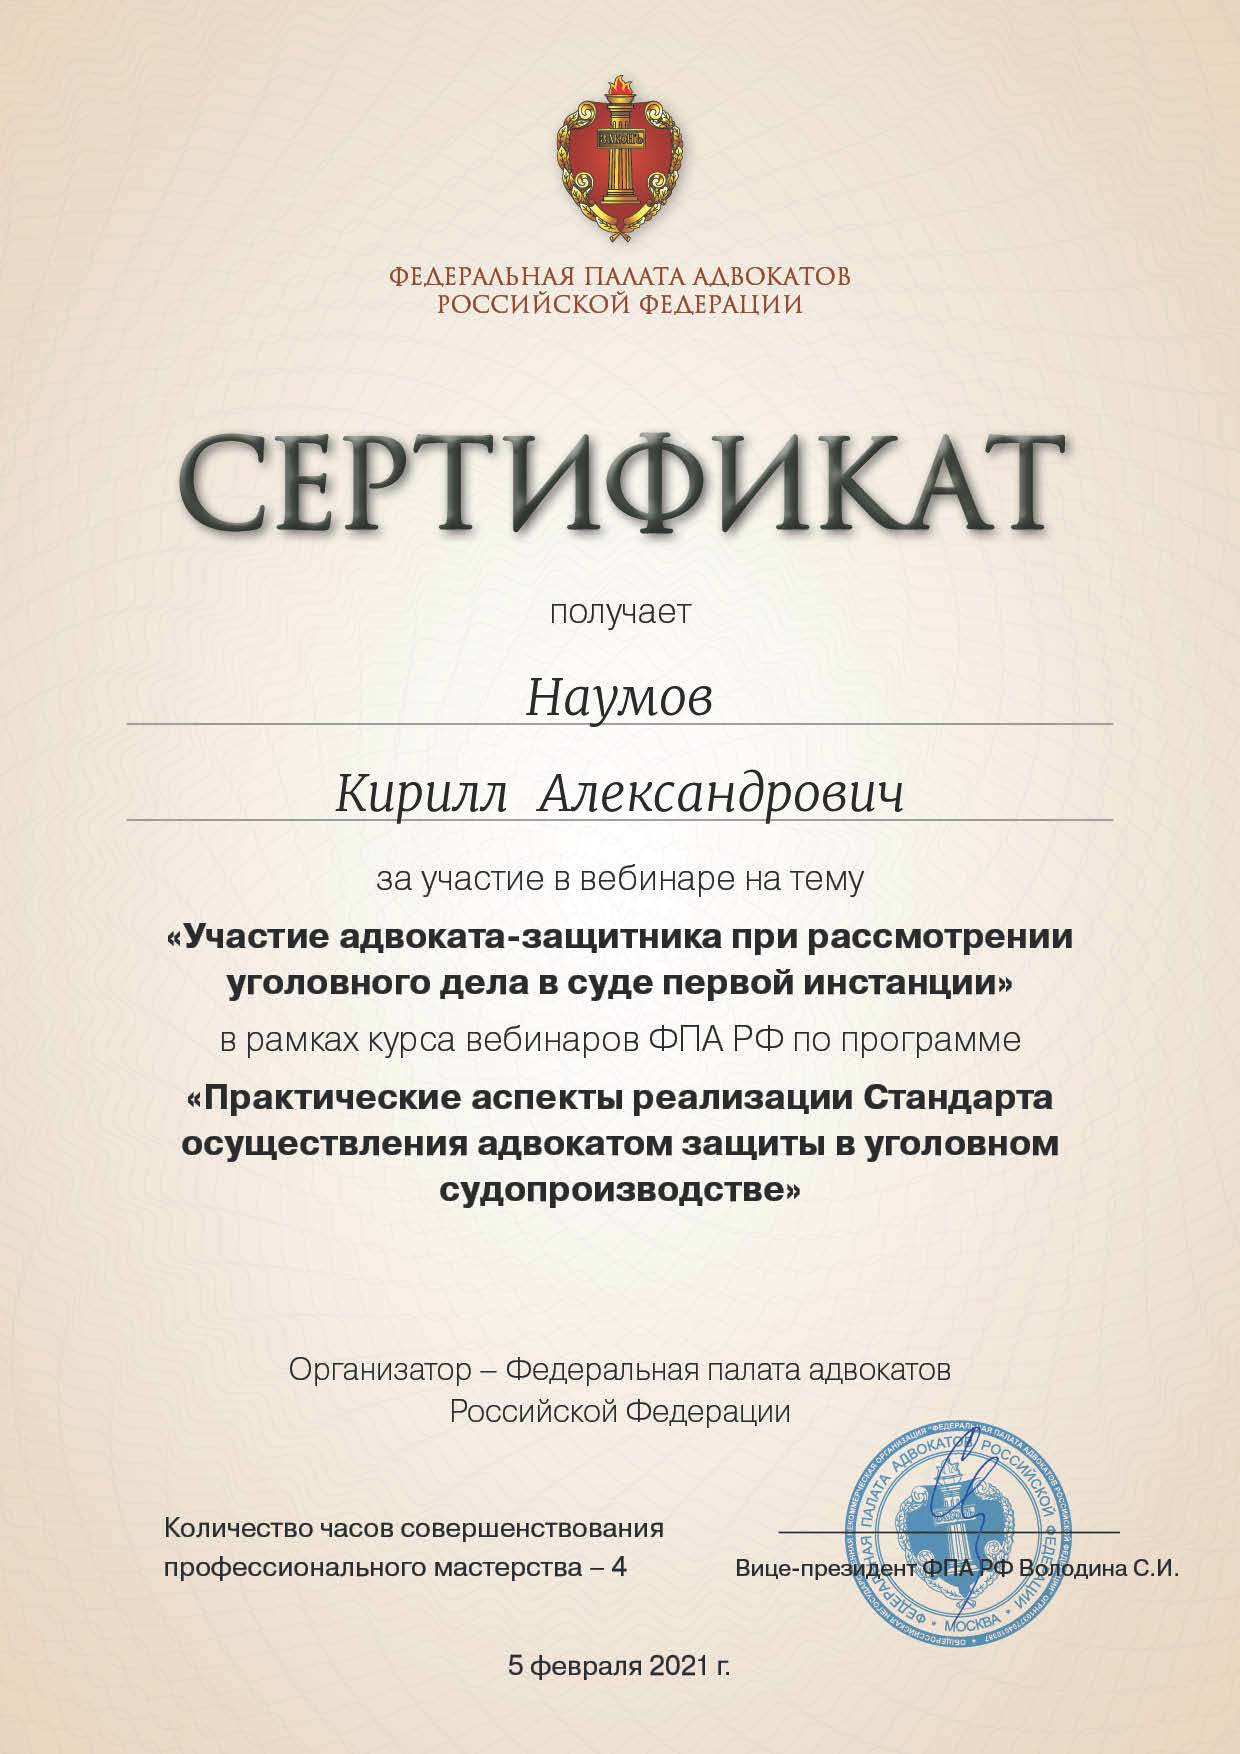 ЗАКОНЪ
ФЕДЕРАЛЬНАЯ ПАЛАТА АДВОКАТОВ
РОССИЙСКОЙ ФЕДЕРАЦИИ
СЕРТИФИКАТ
получает
Наумов
Кирилл Александрович
за участие в вебинаре на тему
«Участие адвоката-защитника при рассмотрении
уголовного дела в суде первой инстанции»
в рамках курса вебинаров ФПА РФ по программе
«Практические аспекты реализации Стандарта
осуществления адвокатом защиты в уголовном
судопроизводстве»
Организатор – Федеральная палата адвокатов
Российской Федерации
Количество часов совершенствования
профессионального мастерства – 4
Вице-президент ФПА РФ Володина С.И.
ФЕДЕРАЛЬНАЯ ПАЛАТА АДВОКАТОВ РОССИЙСКОЙ ФЕДЕРАЦИИ * МОСКВА *
5 февраля 2021 г.